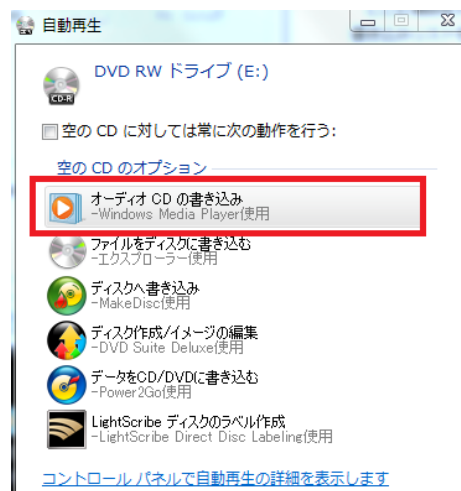 自動再生
DVD RW ドライブ (E:)
CD-R
空の CD に対しては常に次の動作を行う:
空の CD のオプション
オーディオ CD の書き込み
-Windows Media Player使用
ファイルをディスクに書き込む
-エクスプローラー使用
ディスクへ書き込み
-MakeDisc使用
ディスク作成/イメージの編集
-DVD Suite Deluxe使用
データをCD/DVDに書き込む
-Power2Go使用
LightScribe ディスクのラベル作成
-LightScribe Direct Disc Labeling使用
コントロール パネルで自動再生の詳細を表示します